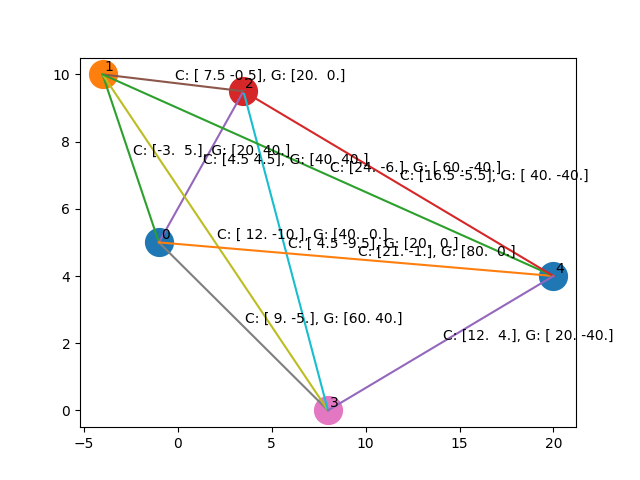 10
8
6
4
2
0
−5
0
5
10
15
20
1
2
0
4
3
C: [ 7.5 -0.5], G: [20.  0.]
C: [-3.  5.], G: [20. 40.]
C: [4.5 4.5], G: [40. 40.]
C: [24. -6.], G: [ 60. -40.]
C: [16.5 -5.5], G: [ 40. -40.]
C: [ 12. -10.], G: [40.  0.]
C: [ 4.5 -9.5], G: [20.  0.]
C: [21. -1.], G: [80.  0.]
C: [ 9. -5.], G: [60. 40.]
C: [12.  4.], G: [ 20. -40.]